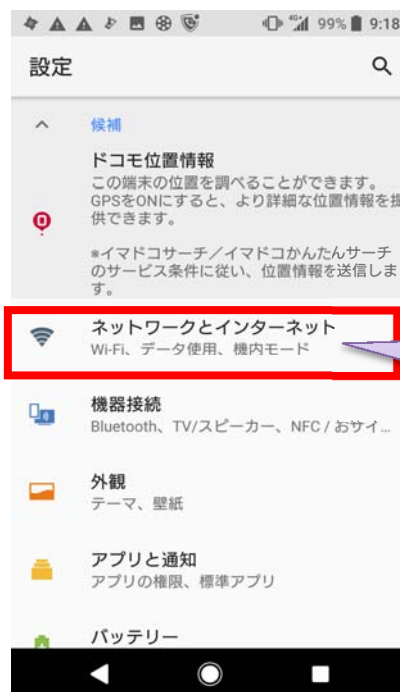 4G+ 99% 9:18
設定
候補
ドコモ位置情報
この端末の位置を調べることができます。
GPSをONにすると、より詳細な位置情報を提
供できます。
※イマドコサーチ/イマドコかんたんサーチ
のサービス条件に従い、位置情報を送信しま
す。
ネットワークとインターネット
Wi-Fi、データ使用、機内モード
機器接続
Bluetooth、TV/スピーカー、NFC / おサイ...
外観
テーマ、壁紙
アプリと通知
アプリの権限、標準アプリ
バッテリー